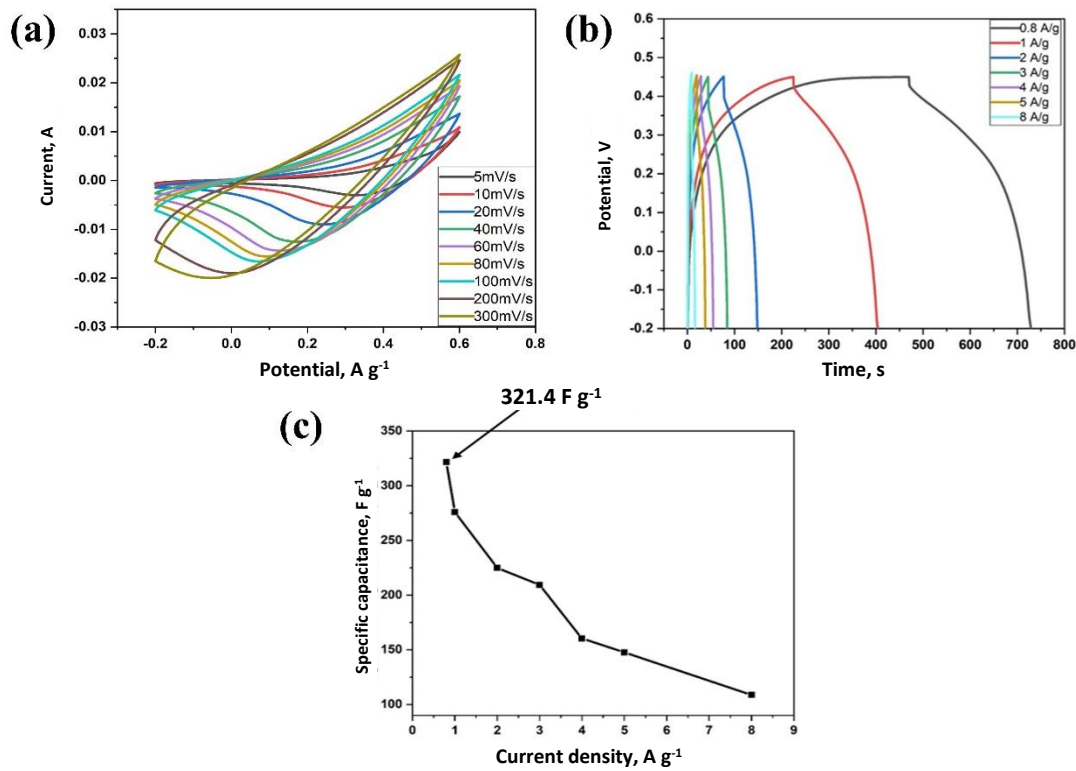 (a)
0.03
0.02
0.01
0.00
-0.01
-0.02
-0.03
Current, A
-0.2
0.0
0.2
0.4
0.6
0.8
Potential, A g-1
5mV/s
10mV/s
20mV/s
40mV/s
60mV/s
80mV/s
100mV/s
200mV/s
300mV/s
(b)
0.5
0.4
0.3
0.2
0.1
0.0
-0.1
-0.2
Potential, V
0
100
200
300
400
500
600
700
800
Time, s
0.8 A/g
1 A/g
2 A/g
3 A/g
4 A/g
5 A/g
8 A/g
(c)
321.4 F g-1
350
300
250
200
150
100
Specific capacitance, F g-1
0
1
2
3
4
5
6
7
8
9
Current density, A g-1